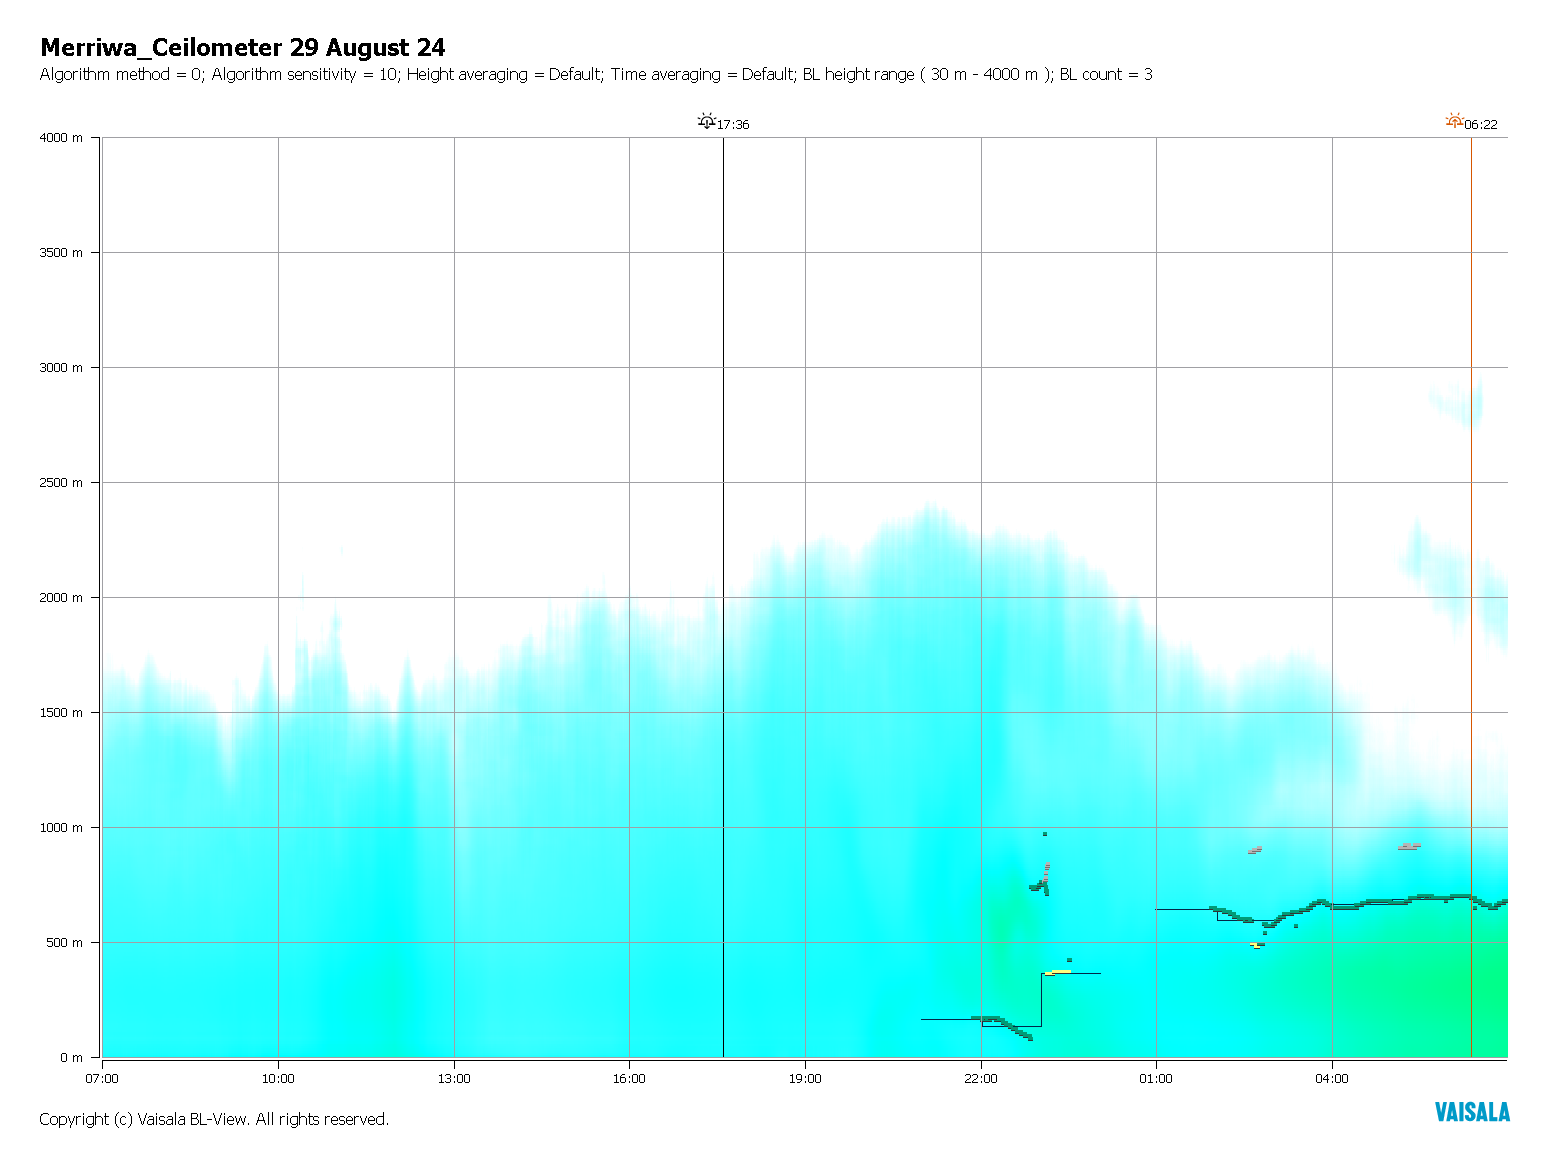 Merriwa_Ceilometer 29 August 24
Algorithm method = 0; Algorithm sensitivity = 10; Height averaging = Default; Time averaging = Default; BL height range ( 30 m - 4000 m ); BL count = 3
17:36
06:22
4000 m
3500 m
3000 m
2500 m
2000 m
1500 m
1000 m
500 m
0 m
07:00
10:00
13:00
16:00
19:00
22:00
01:00
04:00
Copyright (c) Vaisala BL-View. All rights reserved.
VAISALA